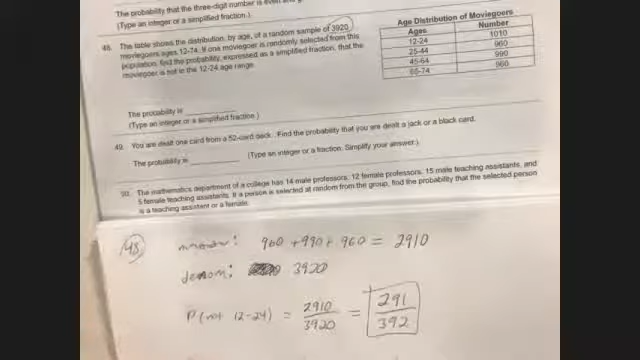 The probability that the three-digit number is even and
(Type an integer or a simplified fraction.)
48. The table shows the distribution, by age, of a random sample of 3920
moviegoers ages 12-74. If one moviegoer is randomly selected from this
population, find the probability, expressed as a simplified fraction, that the
moviegoer is not in the 12-24 age range.
Age Distribution of Moviegoers
Ages Number
12-24 1010
25-44 960
45-64 990
65-74 960
The probability is
(Type an integer or a simplified fraction.)
49. You are dealt one card from a 52-card deck. Find the probability that you are dealt a jack or a black card.
The probability is (Type an integer or a fraction. Simplify your answer.)
50. The mathematics department of a college has 14 male professors, 12 female professors, 15 male teaching assistants, and
5 female teaching assistants. If a person is selected at random from the group, find the probability that the selected person
is a teaching assistant or a female.
48 : 960 + 990 + 960 = 2910
denom: 3920
P(not 12-24) = 2910/3920 = 291/392